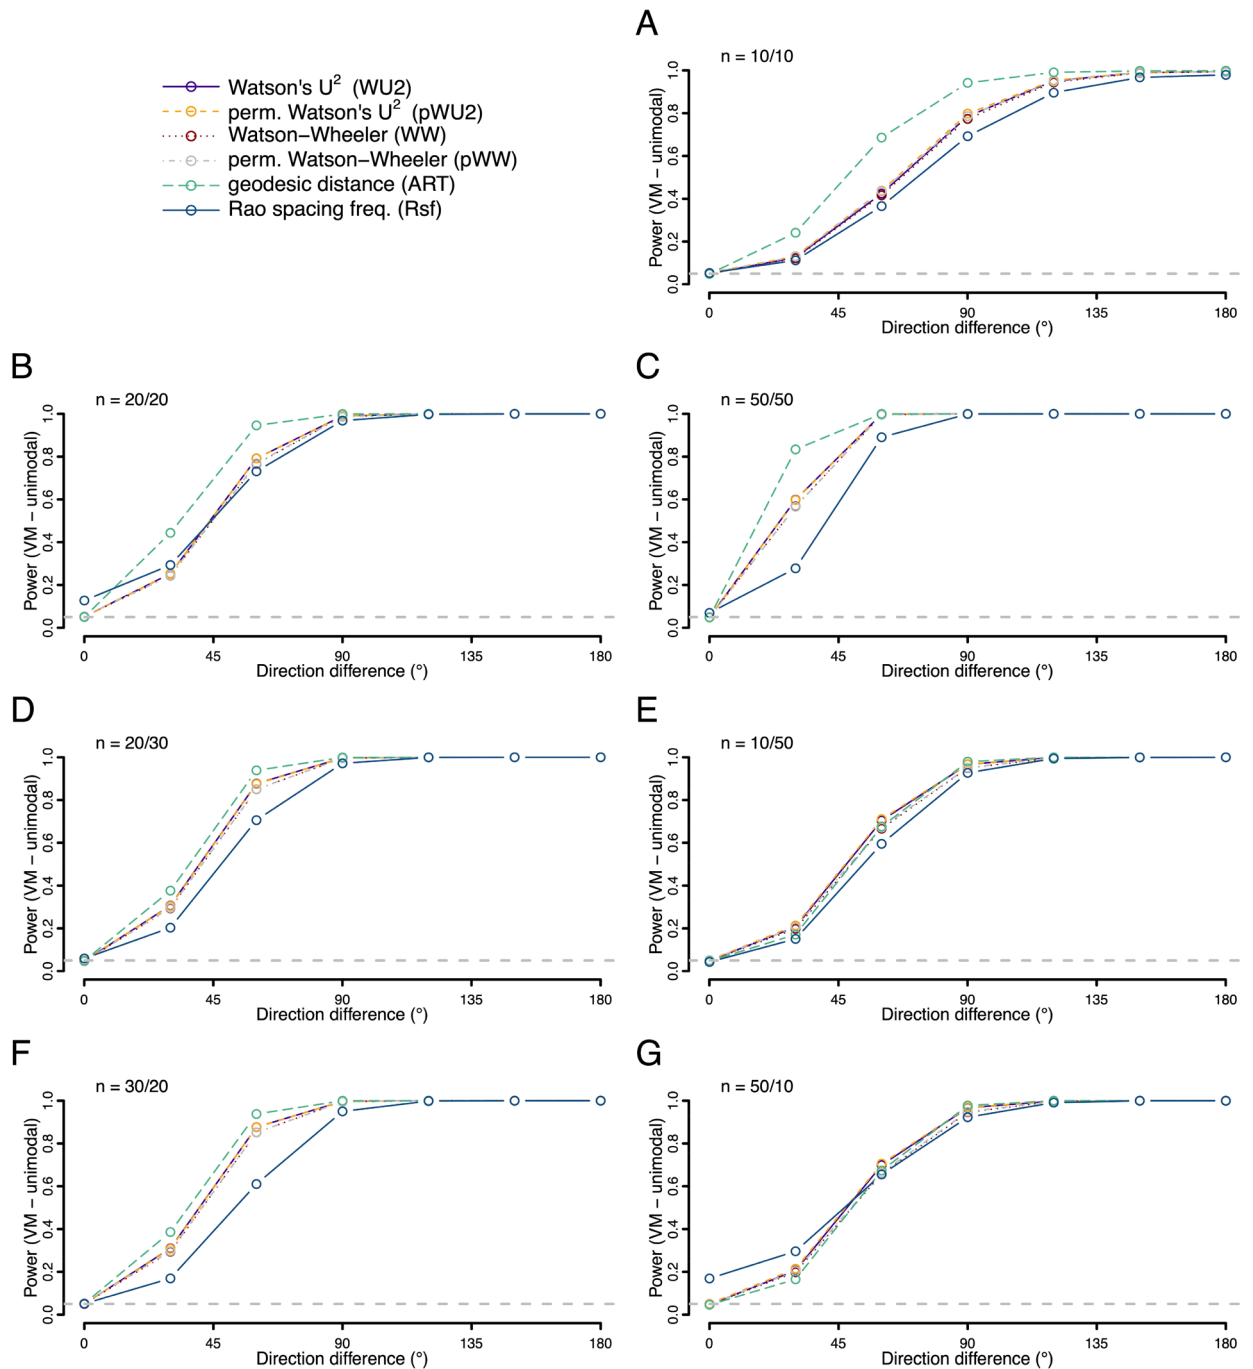 A
n = 10/10
Watson's U² (WU2)
perm. Watson's U² (pWU2)
Watson−Wheeler (WW)
perm. Watson−Wheeler (pWW)
geodesic distance (ART)
Rao spacing freq. (Rsf)
Power (VM − unimodal)
0.0 0.2 0.4 0.6 0.8 1.0
0 45 90 135 180
Direction difference (°)
B
n = 20/20
Power (VM − unimodal)
0.0 0.2 0.4 0.6 0.8 1.0
0 45 90 135 180
Direction difference (°)
C
n = 50/50
Power (VM − unimodal)
0.0 0.2 0.4 0.6 0.8 1.0
0 45 90 135 180
Direction difference (°)
D
n = 20/30
Power (VM − unimodal)
0.0 0.2 0.4 0.6 0.8 1.0
0 45 90 135 180
Direction difference (°)
E
n = 10/50
Power (VM − unimodal)
0.0 0.2 0.4 0.6 0.8 1.0
0 45 90 135 180
Direction difference (°)
F
n = 30/20
Power (VM − unimodal)
0.0 0.2 0.4 0.6 0.8 1.0
0 45 90 135 180
Direction difference (°)
G
n = 50/10
Power (VM − unimodal)
0.0 0.2 0.4 0.6 0.8 1.0
0 45 90 135 180
Direction difference (°)